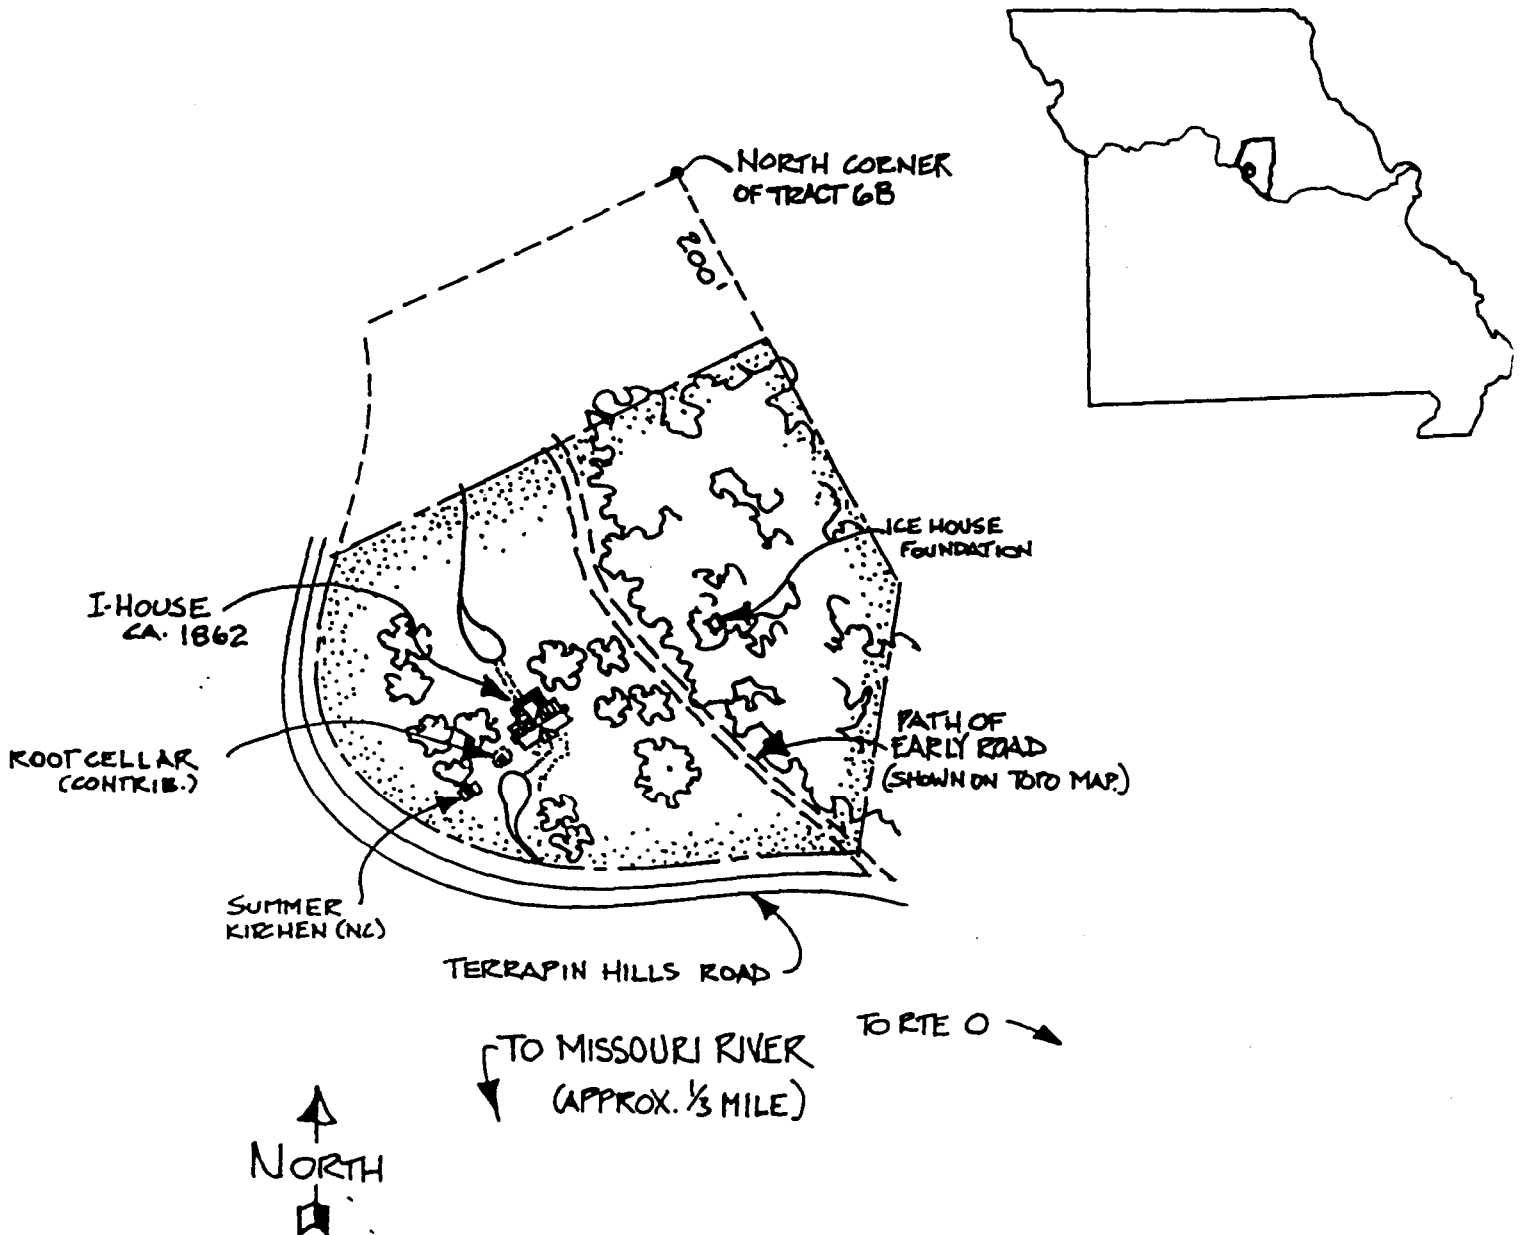 NORTH CORNER
OF TRACT 6B
200'
ICE HOUSE
FOUNDATION
I-HOUSE
CA. 1862
PATH OF
EARLY ROAD
(SHOWN ON TOPO MAP.)
ROOT CELLAR
(CONTRIB.)
SUMMER
KITCHEN (NC)
TERRAPIN HILLS ROAD
TO RTE O
TO MISSOURI RIVER
(APPROX. 1/3 MILE)
NORTH